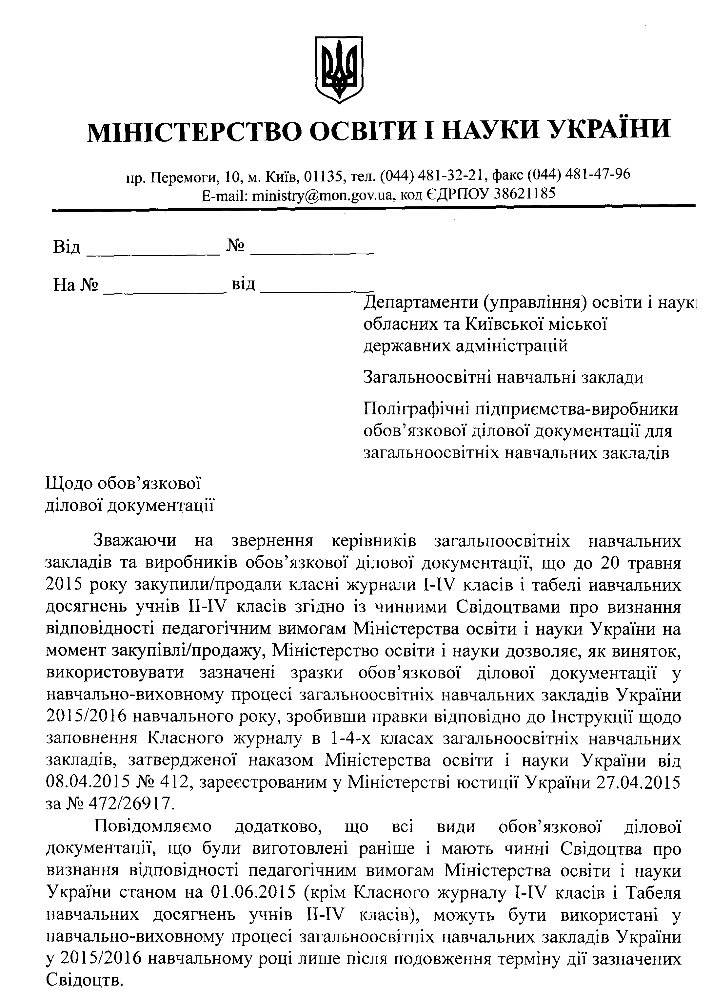 МІНІСТЕРСТВО ОСВІТИ І НАУКИ УКРАЇНИ
пр. Перемоги, 10, м. Київ, 01135, тел. (044) 481-32-21, факс (044) 481-47-96
E-mail: ministry@mon.gov.ua, код ЄДРПОУ 38621185
Від _______________ № ______________
На № ______________ від _____________
Департаменти (управління) освіти і наук
обласних та Київської міської
державних адміністрацій
Загальноосвітні навчальні заклади
Поліграфічні підприємства-виробники
обов’язкової ділової документації для
загальноосвітніх навчальних закладів
Щодо обов’язкової
ділової документації
Зважаючи на звернення керівників загальноосвітніх навчальних
закладів та виробників обов’язкової ділової документації, що до 20 травня
2015 року закупили/продали класні журнали І-ІV класів і табелі навчальних
досягнень учнів ІІ-ІV класів згідно із чинними Свідоцтвами про визнання
відповідності педагогічним вимогам Міністерства освіти і науки України на
момент закупівлі/продажу, Міністерство освіти і науки дозволяє, як виняток,
використовувати зазначені зразки обов’язкової ділової документації у
навчально-виховному процесі загальноосвітніх навчальних закладів України
2015/2016 навчального року, зробивши правки відповідно до Інструкції щодо
заповнення Класного журналу в 1-4-х класах загальноосвітніх навчальних
закладів, затвердженої наказом Міністерства освіти і науки України від
08.04.2015 № 412, зареєстрованим у Міністерстві юстиції України 27.04.2015
за № 472/26917.
Повідомляємо додатково, що всі види обов’язкової ділової
документації, що були виготовлені раніше і мають чинні Свідоцтва про
визнання відповідності педагогічним вимогам Міністерства освіти і науки
України станом на 01.06.2015 (крім Класного журналу І-ІV класів і Табеля
навчальних досягнень учнів ІІ-ІV класів), можуть бути використані у
навчально-виховному процесі загальноосвітніх навчальних закладів України
у 2015/2016 навчальному році лише після подовження терміну дії зазначених
Свідоцтв.